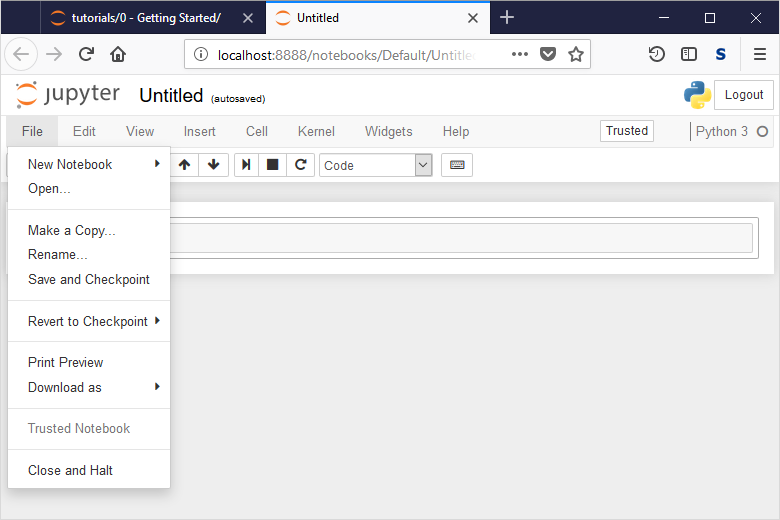 tutorials/0 - Getting Started/
Untitled
localhost:8888/notebooks/Default/Untitle
S
jupyter Untitled (autosaved)
Logout
File Edit View Insert Cell Kernel Widgets Help Trusted Python 3
Code
New Notebook
Open...
Make a Copy...
Rename...
Save and Checkpoint
Revert to Checkpoint
Print Preview
Download as
Trusted Notebook
Close and Halt